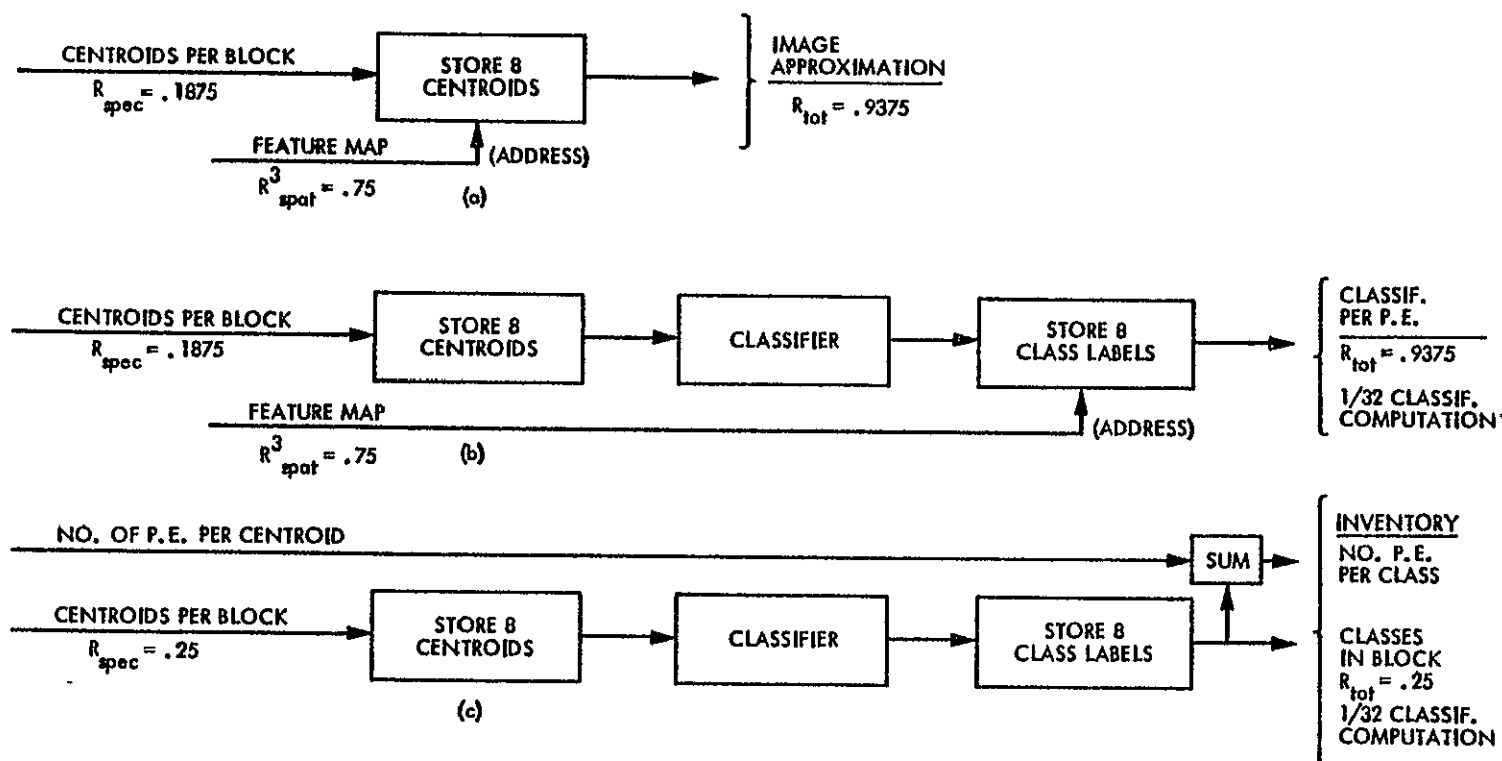 CENTROIDS PER BLOCK
R_spec = .1875
STORE 8
CENTROIDS
FEATURE MAP
(ADDRESS)
R^3_spat = .75
(a)
IMAGE
APPROXIMATION
R_tot = .9375
CENTROIDS PER BLOCK
R_spec = .1875
STORE 8
CENTROIDS
CLASSIFIER
STORE 8
CLASS LABELS
FEATURE MAP
(ADDRESS)
R^3_spat = .75
(b)
CLASSIF.
PER P.E.
R_tot = .9375
1/32 CLASSIF.
COMPUTATION
NO. OF P.E. PER CENTROID
SUM
CENTROIDS PER BLOCK
R_spec = .25
STORE 8
CENTROIDS
CLASSIFIER
STORE 8
CLASS LABELS
(c)
INVENTORY
NO. P.E.
PER CLASS
CLASSES
IN BLOCK
R_tot = .25
1/32 CLASSIF.
COMPUTATION